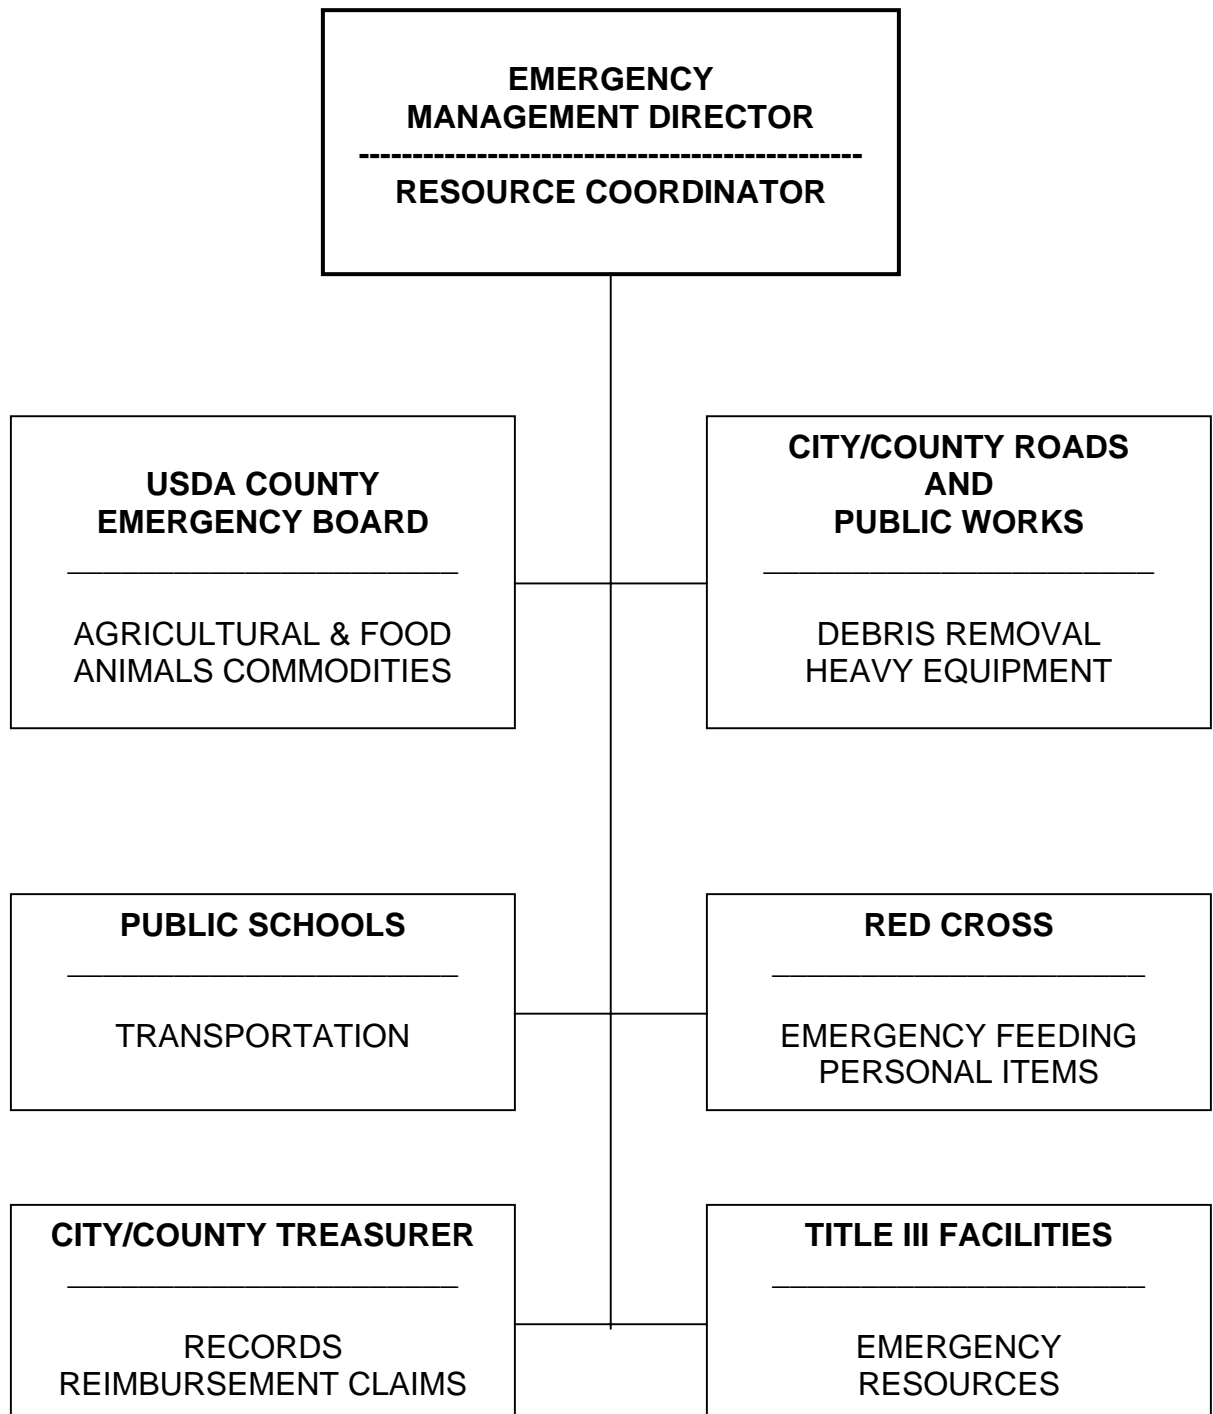 EMERGENCY
MANAGEMENT DIRECTOR
RESOURCE COORDINATOR
USDA COUNTY
EMERGENCY BOARD
AGRICULTURAL & FOOD
ANIMALS COMMODITIES
CITY/COUNTY ROADS
AND
PUBLIC WORKS
DEBRIS REMOVAL
HEAVY EQUIPMENT
PUBLIC SCHOOLS
TRANSPORTATION
RED CROSS
EMERGENCY FEEDING
PERSONAL ITEMS
CITY/COUNTY TREASURER
RECORDS
REIMBURSEMENT CLAIMS
TITLE III FACILITIES
EMERGENCY
RESOURCES